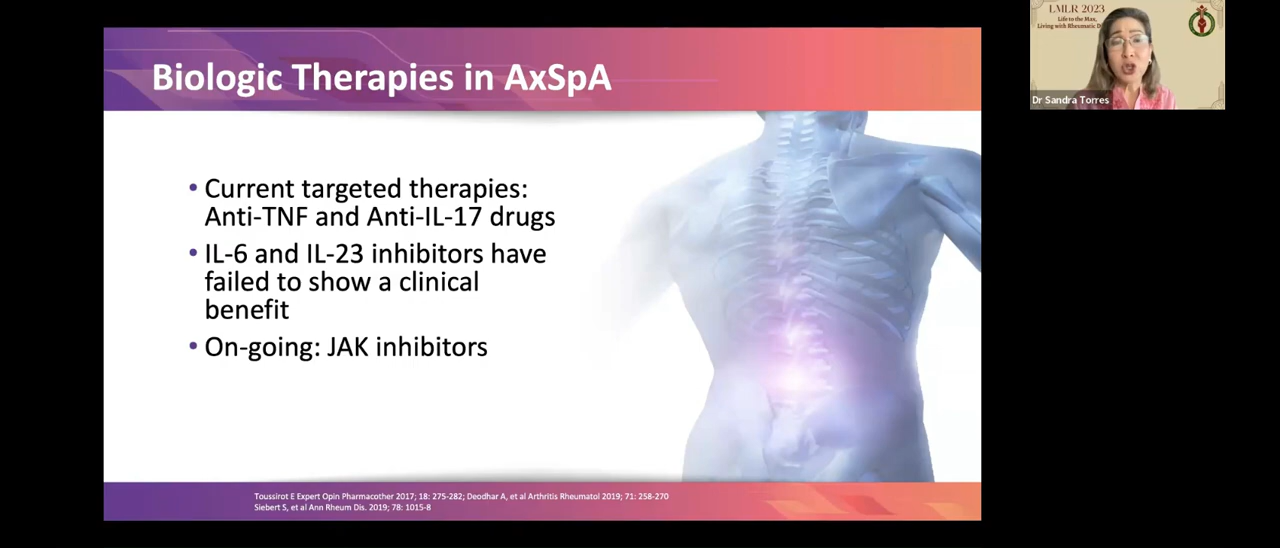 Biologic Therapies in AxSpA
• Current targeted therapies:
Anti-TNF and Anti-IL-17 drugs
• IL-6 and IL-23 inhibitors have
failed to show a clinical
benefit
• On-going: JAK inhibitors
Toussirot E Expert Opin Pharmacother 2017; 18: 275-282; Deodhar A, et al Arthritis Rheumatol 2019; 71: 258-270
Siebert S, et al Ann Rheum Dis. 2019; 78: 1015-8
LMLR 2023
Life to the Max,
Living with Rheumatic D
Dr Sandra Torres